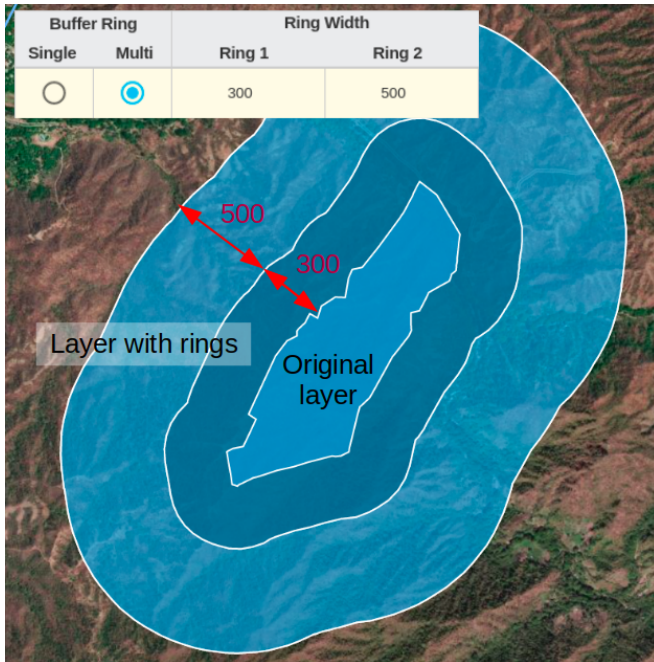 Buffer Ring Ring Width
Single Multi Ring 1 Ring 2
300 500
500
300
Layer with rings
Original
layer